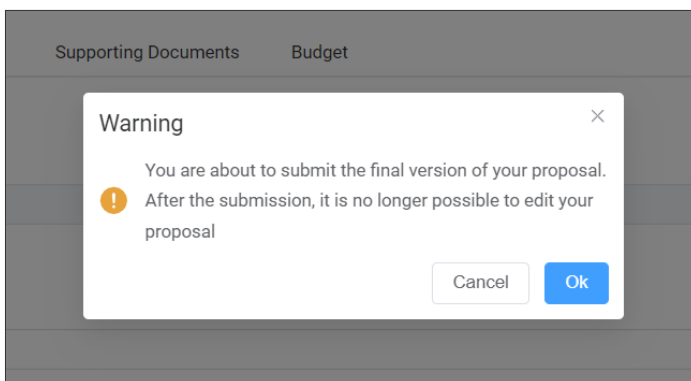 Supporting Documents Budget
Warning
You are about to submit the final version of your proposal.
After the submission, it is no longer possible to edit your
proposal
Cancel Ok